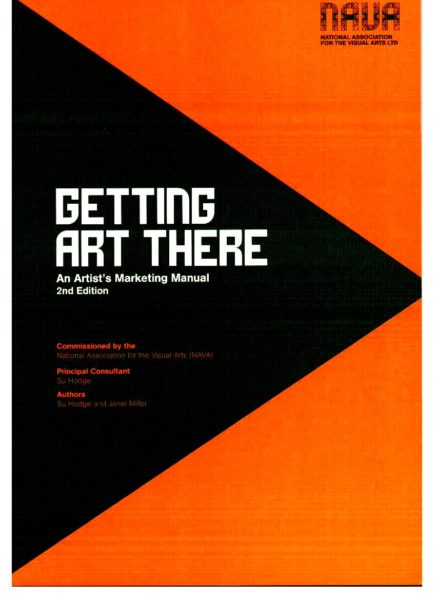 NAVA
NATIONAL ASSOCIATION
FOR THE VISUAL ARTS LTD
GETTING
ART THERE
An Artist's Marketing Manual
2nd Edition
Commissioned by the
National Association for the Visual Arts (NAVA)
Principal Consultant
Su Hodge
Authors
Su Hodge and Janet Miller